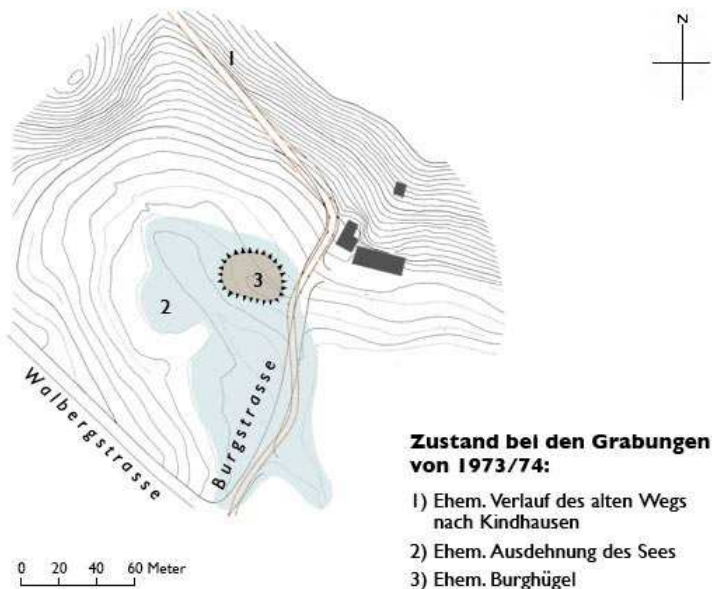 N
1
3
2
Walbergstrasse
Burgstrasse
Zustand bei den Grabungen
von 1973/74:
1) Ehem. Verlauf des alten Wegs
nach Kindhausen
2) Ehem. Ausdehnung des Sees
3) Ehem. Burghügel
0 20 40 60 Meter